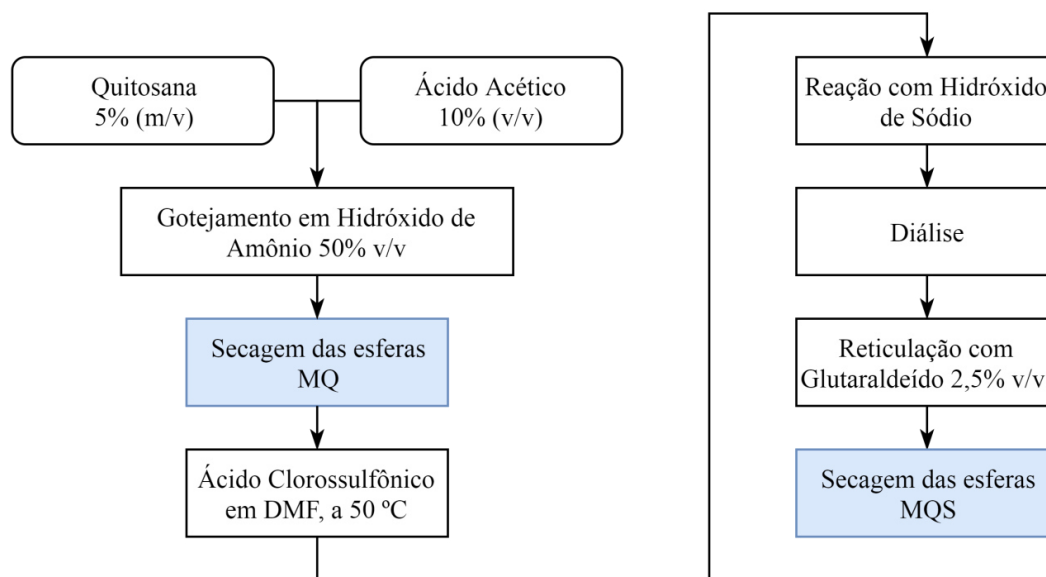 Quitosana
5% (m/v)
Ácido Acético
10% (v/v)
Gotejamento em Hidróxido de
Amônio 50% v/v
Secagem das esferas
MQ
Ácido Clorossulfônico
em DMF, a 50 ºC
Reação com Hidróxido
de Sódio
Diálise
Reticulação com
Glutaraldeído 2,5% v/v
Secagem das esferas
MQS